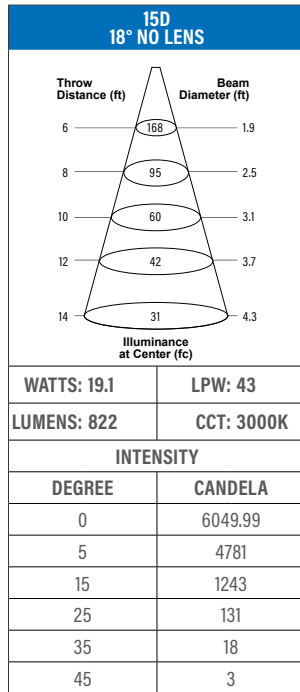 15D
18° NO LENS
Throw Beam
Distance (ft) Diameter (ft)
6 168 1.9
8 95 2.5
10 60 3.1
12 42 3.7
14 31 4.3
Illuminance
at Center (fc)
WATTS: 19.1 LPW: 43
LUMENS: 822 CCT: 3000K
INTENSITY
DEGREE CANDELA
0 6049.99
5 4781
15 1243
25 131
35 18
45 3